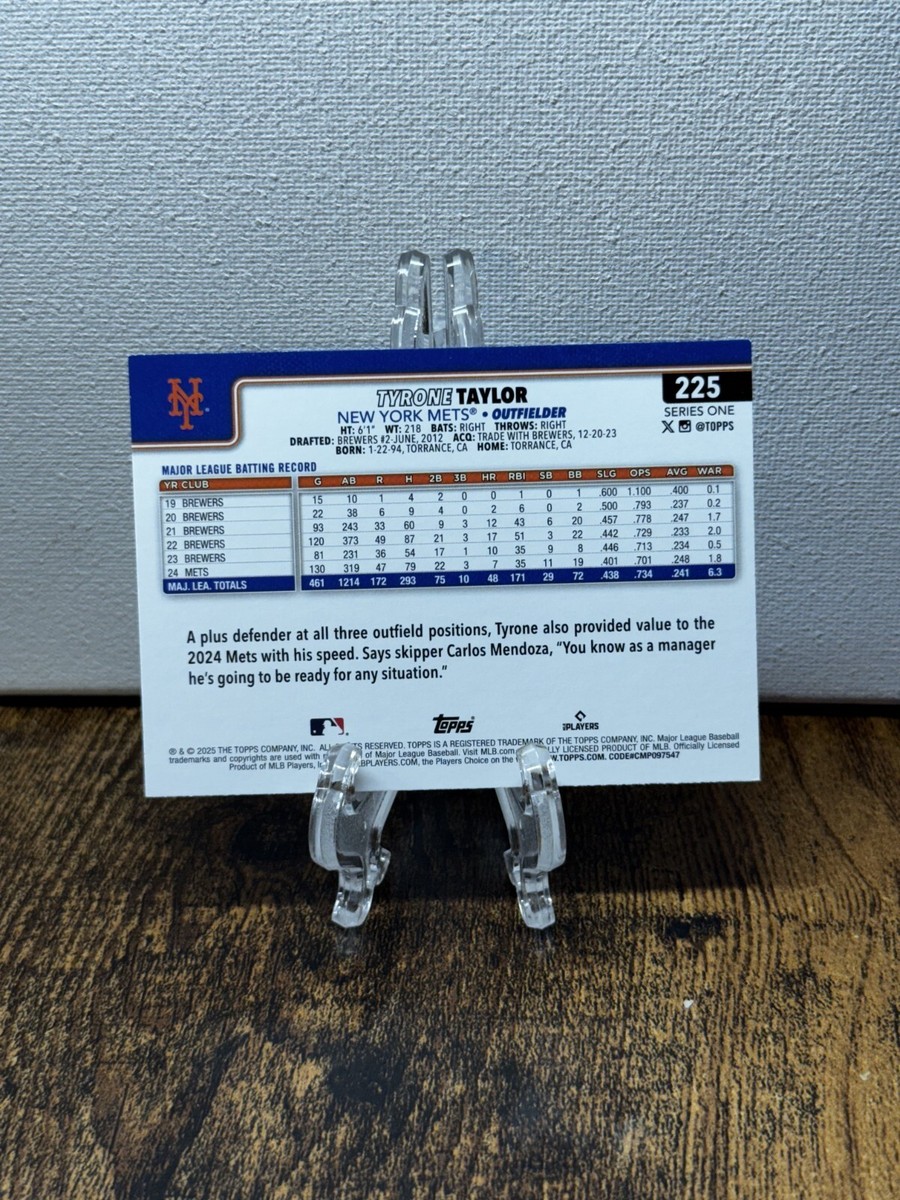 NY
TYRONE TAYLOR
225
NEW YORK METS® • OUTFIELDER
SERIES ONE
HT: 6'1" WT: 218 BATS: RIGHT THROWS: RIGHT
@TOPPS
DRAFTED: BREWERS #2-JUNE, 2012 ACQ: TRADE WITH BREWERS, 12-20-23
BORN: 1-22-94, TORRANCE, CA HOME: TORRANCE, CA
MAJOR LEAGUE BATTING RECORD
YR CLUB G AB R H 2B 3B HR RBI SB BB SLG OPS AVG WAR
19 BREWERS 15 10 1 4 2 0 0 1 0 1 .600 1.100 .400 0.1
20 BREWERS 22 38 6 9 4 0 2 6 0 2 .500 .793 .237 0.2
21 BREWERS 93 243 33 60 9 3 12 43 6 20 .457 .778 .247 1.7
22 BREWERS 120 373 49 87 21 3 17 51 3 22 .442 .729 .233 2.0
23 BREWERS 81 231 36 54 17 1 10 35 9 8 .446 .713 .234 0.5
24 METS 130 319 47 79 22 3 7 35 11 19 .401 .701 .248 1.8
MAJ. LEA. TOTALS 461 1214 172 293 75 10 48 171 29 72 .438 .734 .241 6.3
A plus defender at all three outfield positions, Tyrone also provided value to the
2024 Mets with his speed. Says skipper Carlos Mendoza, “You know as a manager
he's going to be ready for any situation.”
Topps
PLAYERS
® & © 2025 THE TOPPS COMPANY, INC. ALL RESERVED. TOPPS IS A REGISTERED TRADEMARK OF THE TOPPS COMPANY, INC. Major League Baseball
trademarks and copyrights are used with of Major League Baseball. Visit MLB.com LICENSED PRODUCT OF MLB. Officially Licensed
Product of MLB Players, the Players Choice on the WWW.TOPPS.COM. CODE#CMP097547